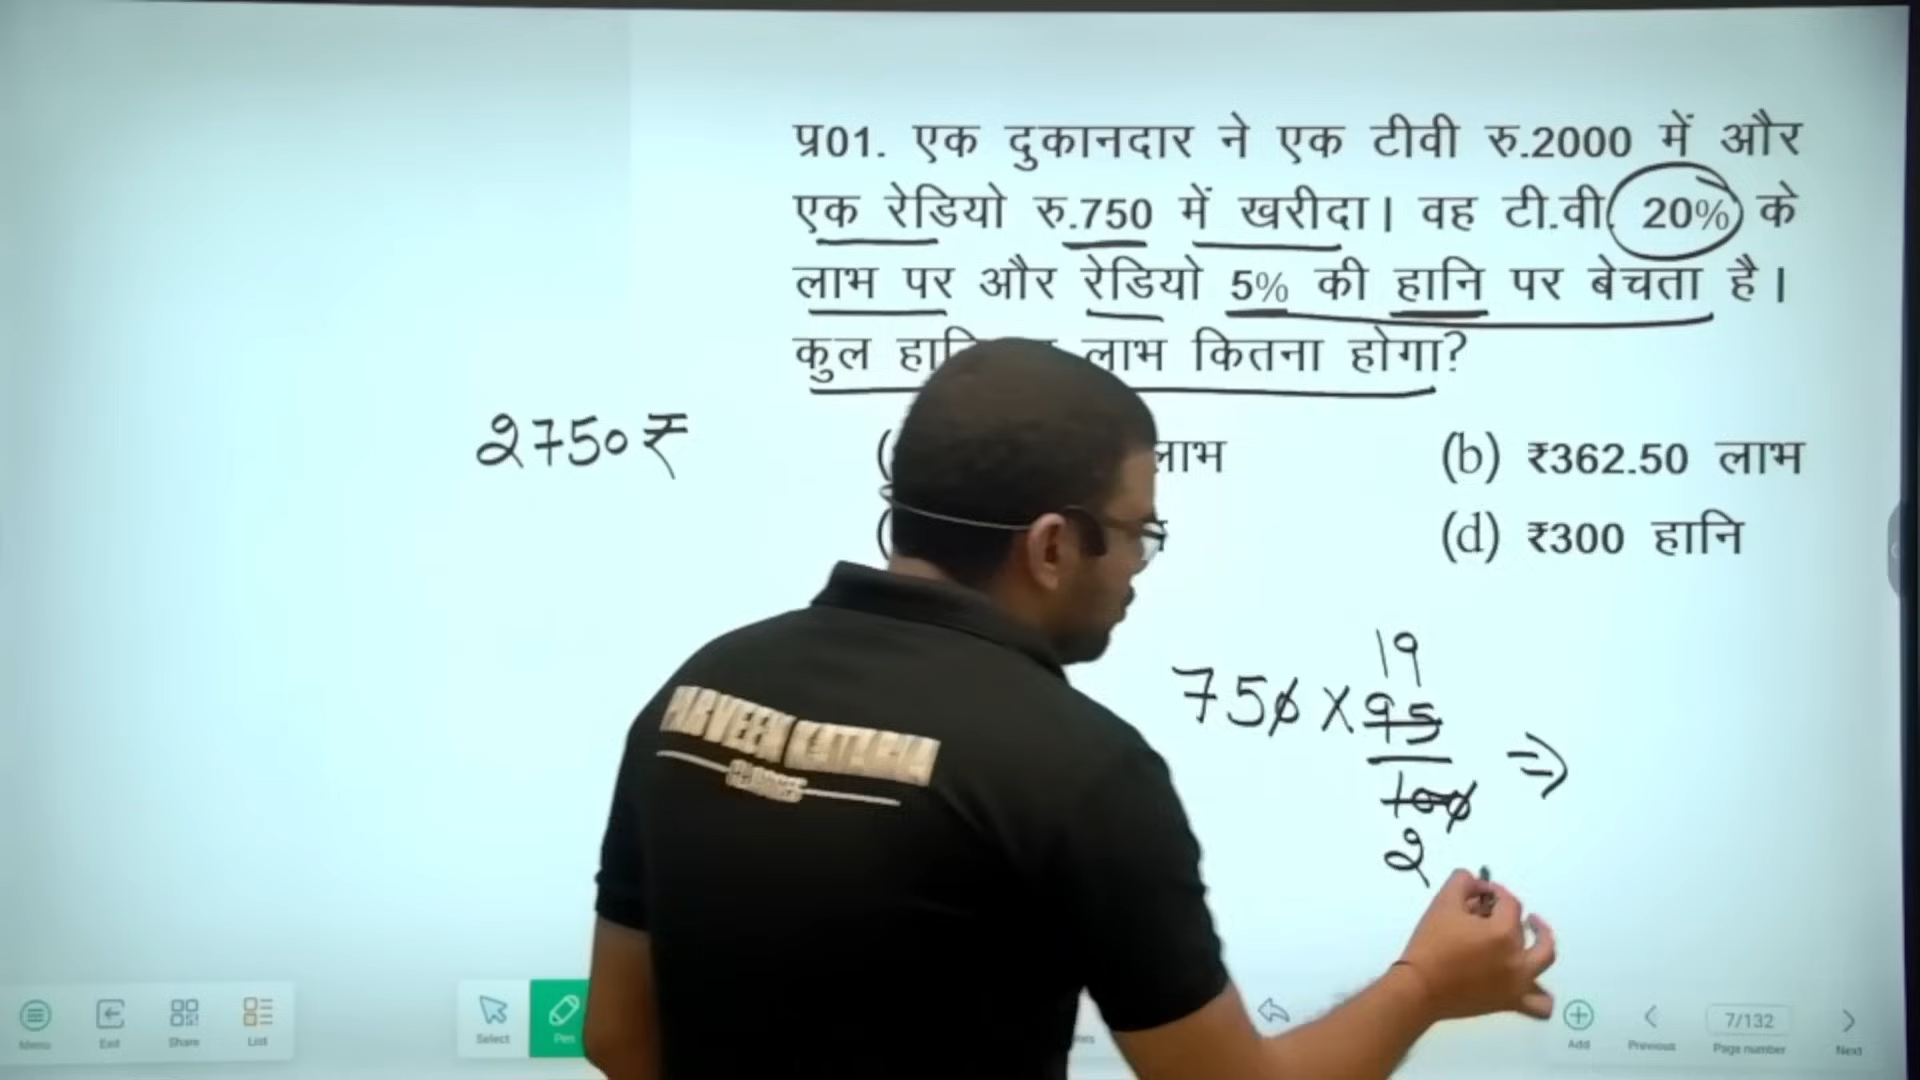 प्र01. एक दुकानदार ने एक टीवी रु.2000 में और
एक रेडियो रु.750 में खरीदा। वह टी.वी. 20% के
लाभ पर और रेडियो 5% की हानि पर बेचता है।
कुल लाभ कितना होगा?
2750₹
लाभ
(b) ₹362.50 लाभ
(d) ₹300 हानि
19
750 × 95 ⇒
100
2
PARVEEN KATARIA
Menu Exit Share List Select Pen Add Previous 7/132 Page number Next